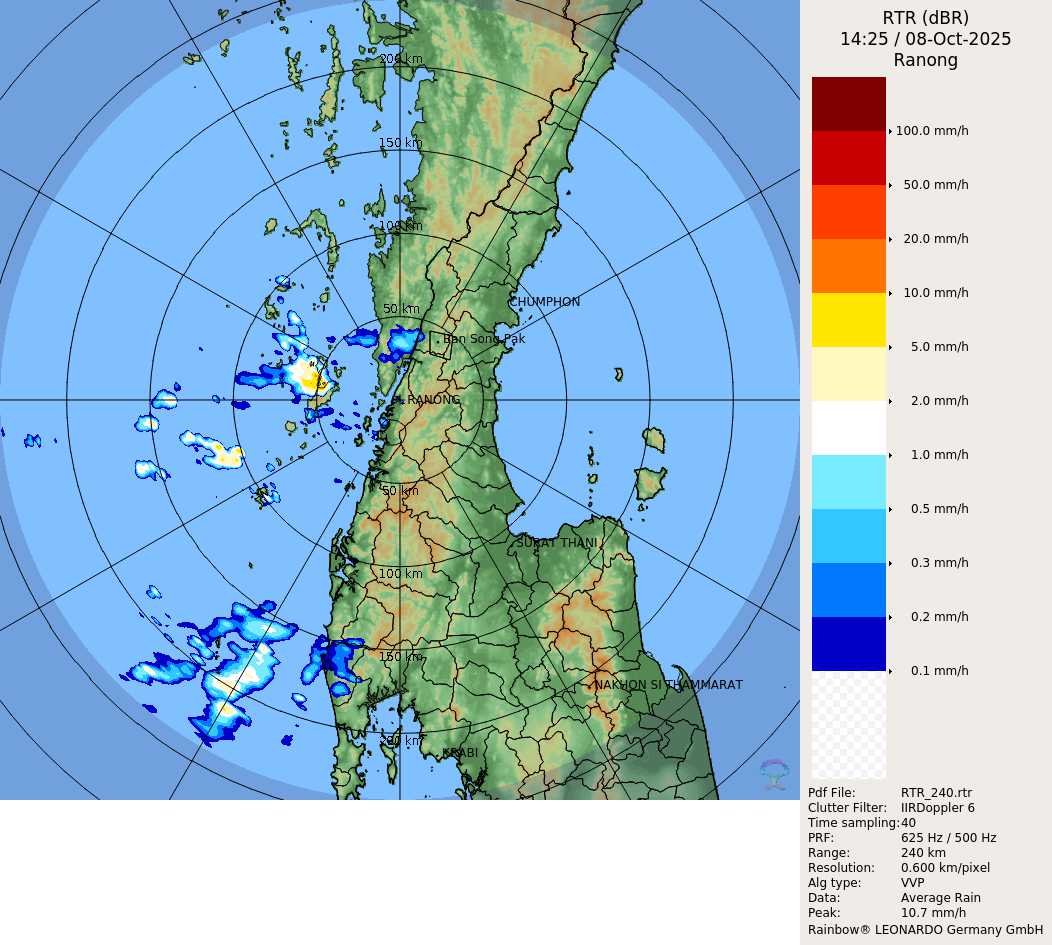 RTR (dBR)
14:25 / 08-Oct-2025
Ranong
200 km
150 km
100 km
50 km
CHUMPHON
Ban Song Pak
RANONG
50 km
SURAT THANI
100 km
150 km
NAKHON SI THAMMARAT
200 km
KRABI
100.0 mm/h
50.0 mm/h
20.0 mm/h
10.0 mm/h
5.0 mm/h
2.0 mm/h
1.0 mm/h
0.5 mm/h
0.3 mm/h
0.2 mm/h
0.1 mm/h
Pdf File: RTR_240.rtr
Clutter Filter: IIRDoppler 6
Time sampling: 40
PRF: 625 Hz / 500 Hz
Range: 240 km
Resolution: 0.600 km/pixel
Alg type: VVP
Data: Average Rain
Peak: 10.7 mm/h
Rainbow® LEONARDO Germany GmbH